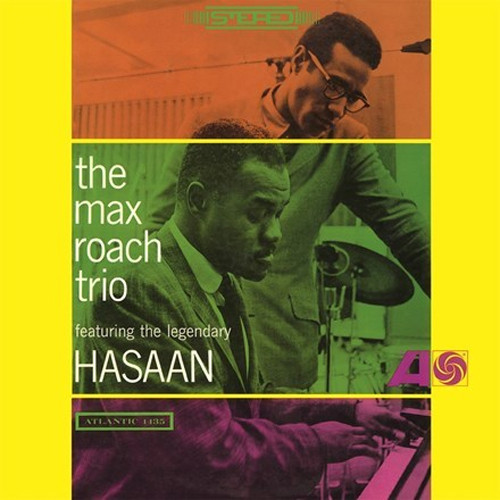 STEREO
the
max
roach
trio
featuring the legendary
HASAAN
A
ATLANTIC 1435